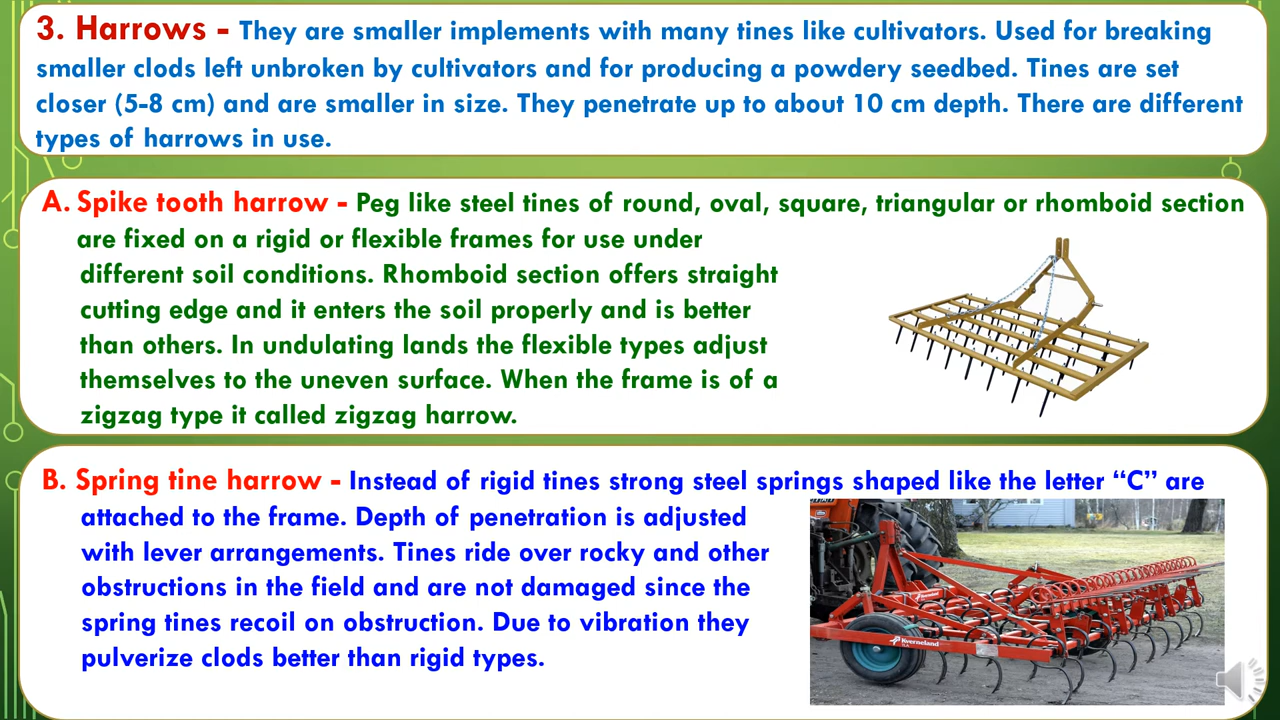 3. Harrows - They are smaller implements with many tines like cultivators. Used for breaking
smaller clods left unbroken by cultivators and for producing a powdery seedbed. Tines are set
closer (5-8 cm) and are smaller in size. They penetrate up to about 10 cm depth. There are different
types of harrows in use.
A. Spike tooth harrow - Peg like steel tines of round, oval, square, triangular or rhomboid section
are fixed on a rigid or flexible frames for use under
different soil conditions. Rhomboid section offers straight
cutting edge and it enters the soil properly and is better
than others. In undulating lands the flexible types adjust
themselves to the uneven surface. When the frame is of a
zigzag type it called zigzag harrow.
B. Spring tine harrow - Instead of rigid tines strong steel springs shaped like the letter “C” are
attached to the frame. Depth of penetration is adjusted
with lever arrangements. Tines ride over rocky and other
obstructions in the field and are not damaged since the
spring tines recoil on obstruction. Due to vibration they
pulverize clods better than rigid types.
Kverneland